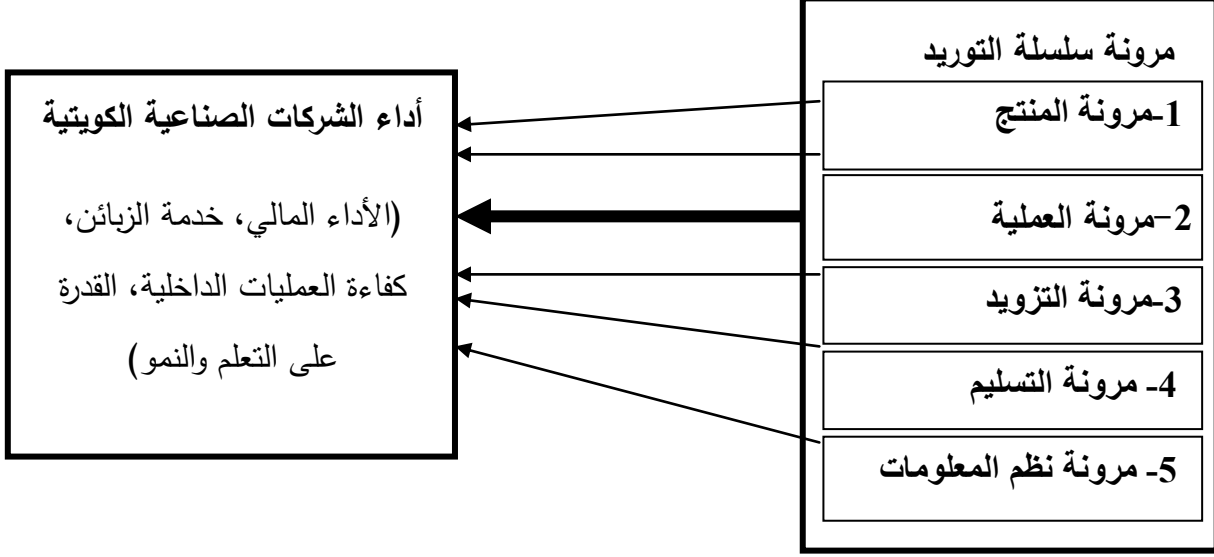 مرونة سلسلة التوريد
1-مرونة المنتج
2-مرونة العملية
3-مرونة التزويد
4- مرونة التسليم
5- مرونة نظم المعلومات
أداء الشركات الصناعية الكويتية
(الأداء المالي، خدمة الزبائن،
كفاءة العمليات الداخلية، القدرة
على التعلم والنمو)